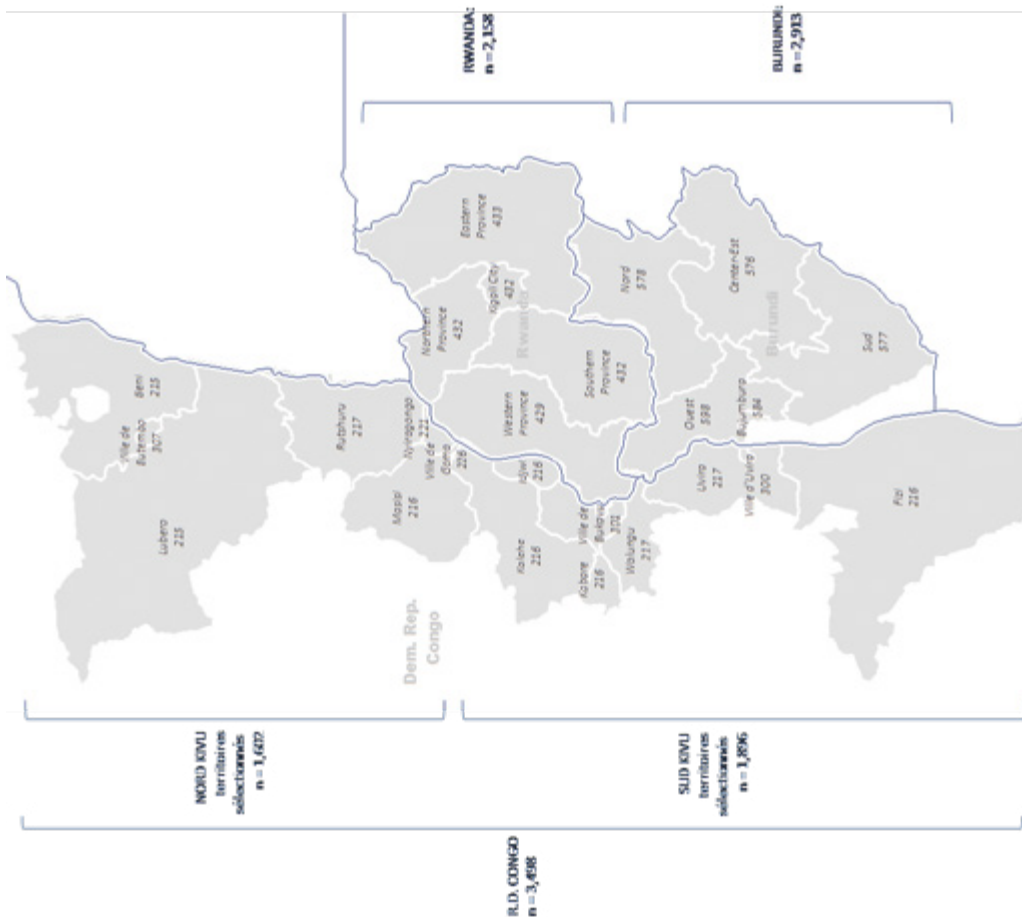 R.D. CONGO
n = 3,498
NORD KIVU
territoires
sélectionnés
n = 1,602
SUD KIVU
territoires
sélectionnés
n = 1,896
Dem. Rep.
Congo
Lubero
215
Ville de
Butembo
307
Beni
215
Rutshuru
217
Masisi
216
Nyiragongo
221
Ville de
Goma
226
Kalehe
216
Idjwi
216
Kabare
216
Ville de
Bukavu
301
Walungu
217
Uvira
217
Ville d'Uvira
300
Fizi
216
Northern
Province
432
Kigali City
432
Eastern
Province
433
Western
Province
429
Southern
Province
432
Rwanda
Nord
578
Ouest
598
Center-Est
576
Bujumbura
584
Burundi
Sud
577
RWANDA:
n = 2,158
BURUNDI:
n = 2,913